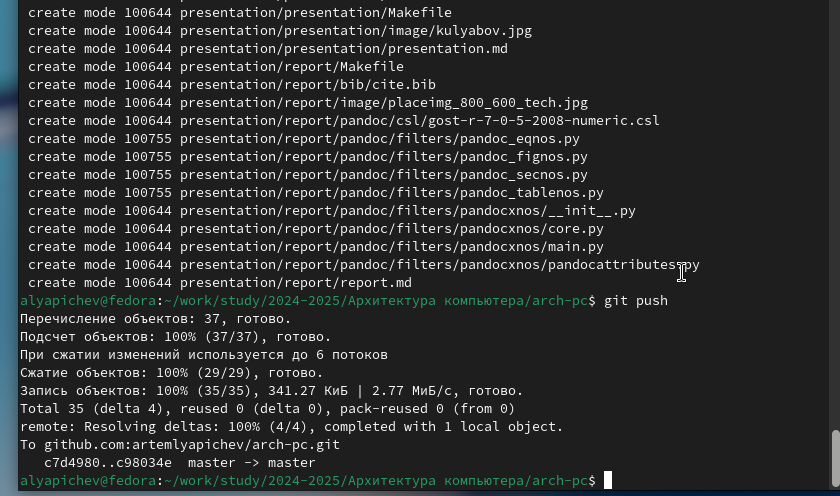 create mode 100644 presentation/presentation/Makefile
create mode 100644 presentation/presentation/image/kulyabov.jpg
create mode 100644 presentation/presentation/presentation.md
create mode 100644 presentation/report/Makefile
create mode 100644 presentation/report/bib/cite.bib
create mode 100644 presentation/report/image/placeimg_800_600_tech.jpg
create mode 100644 presentation/report/pandoc/csl/gost-r-7-0-5-2008-numeric.csl
create mode 100755 presentation/report/pandoc/filters/pandoc_eqnos.py
create mode 100755 presentation/report/pandoc/filters/pandoc_fignos.py
create mode 100755 presentation/report/pandoc/filters/pandoc_secnos.py
create mode 100755 presentation/report/pandoc/filters/pandoc_tablenos.py
create mode 100644 presentation/report/pandoc/filters/pandocxnos/__init__.py
create mode 100644 presentation/report/pandoc/filters/pandocxnos/core.py
create mode 100644 presentation/report/pandoc/filters/pandocxnos/main.py
create mode 100644 presentation/report/pandoc/filters/pandocxnos/pandocattributes.py
create mode 100644 presentation/report/report.md
alyapichev@fedora:~/work/study/2024-2025/Архитектура компьютера/arch-pc$ git push
Перечисление объектов: 37, готово.
Подсчет объектов: 100% (37/37), готово.
При сжатии изменений используется до 6 потоков
Сжатие объектов: 100% (29/29), готово.
Запись объектов: 100% (35/35), 341.27 КиБ | 2.77 МиБ/с, готово.
Total 35 (delta 4), reused 0 (delta 0), pack-reused 0 (from 0)
remote: Resolving deltas: 100% (4/4), completed with 1 local object.
To github.com:artemlyapichev/arch-pc.git
c7d4980..c98034e  master -> master
alyapichev@fedora:~/work/study/2024-2025/Архитектура компьютера/arch-pc$